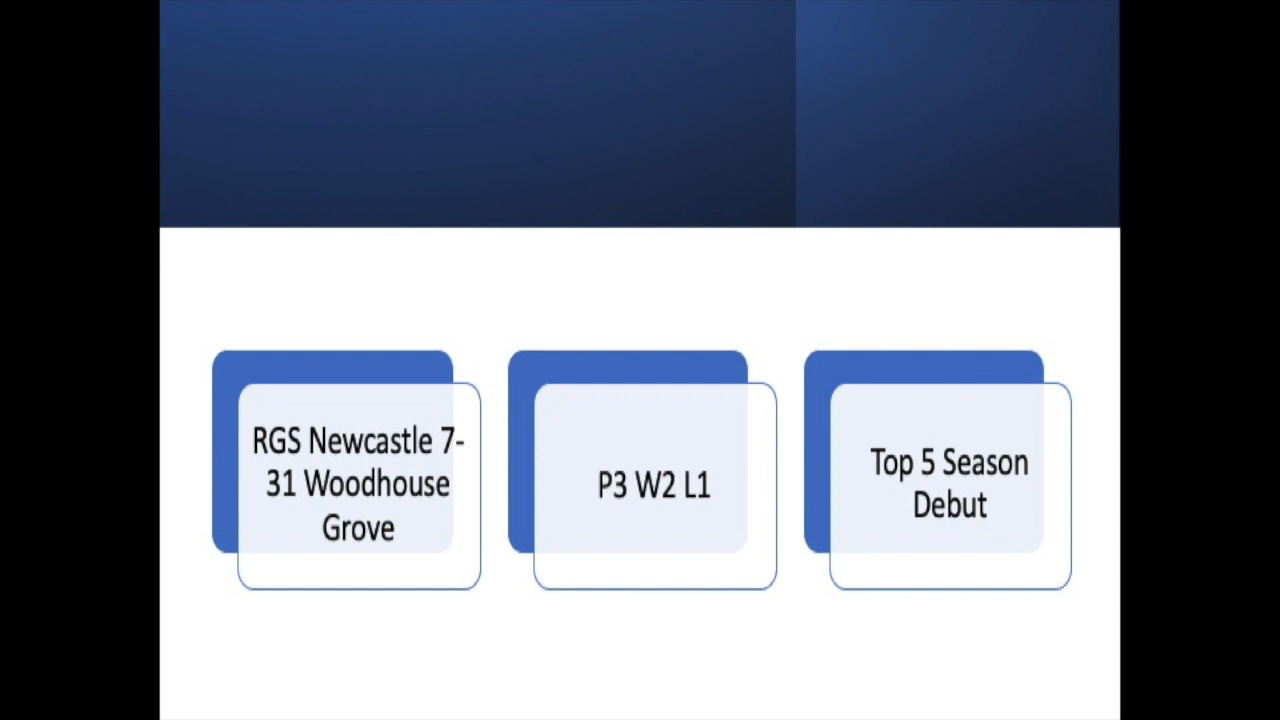 RGS Newcastle 7-
31 Woodhouse
Grove
P3 W2 L1
Top 5 Season
Debut